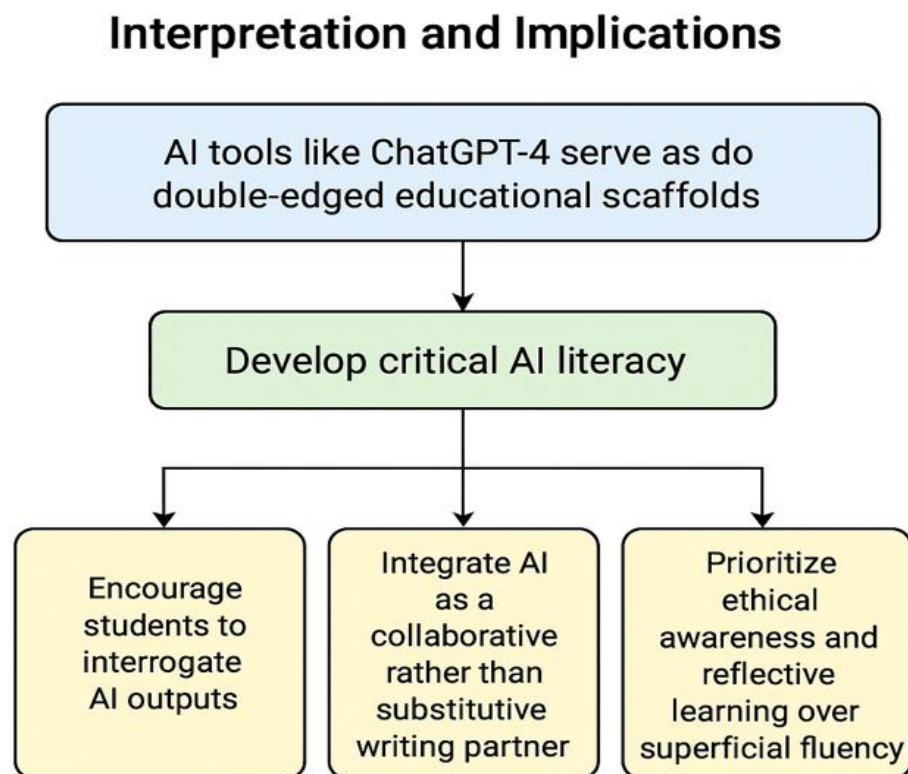 Interpretation and Implications
AI tools like ChatGPT-4 serve as do
double-edged educational scaffolds
Develop critical AI literacy
Encourage
students to
interrogate
AI outputs
Integrate AI
as a
collaborative
rather than
substitutive
writing partner
Prioritize
ethical
awareness and
reflective
learning over
superficial fluency